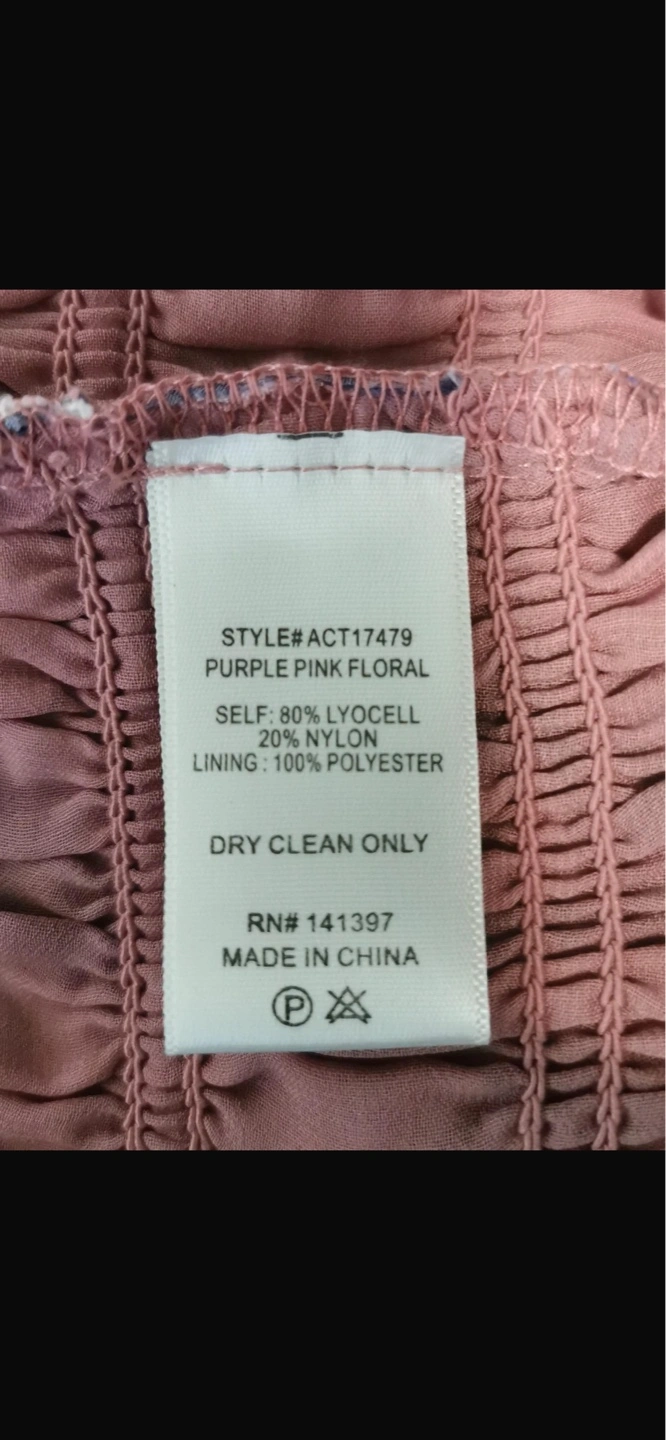 STYLE# ACT17479
PURPLE PINK FLORAL
SELF: 80% LYOCELL
20% NYLON
LINING : 100% POLYESTER
DRY CLEAN ONLY
RN# 141397
MADE IN CHINA
P